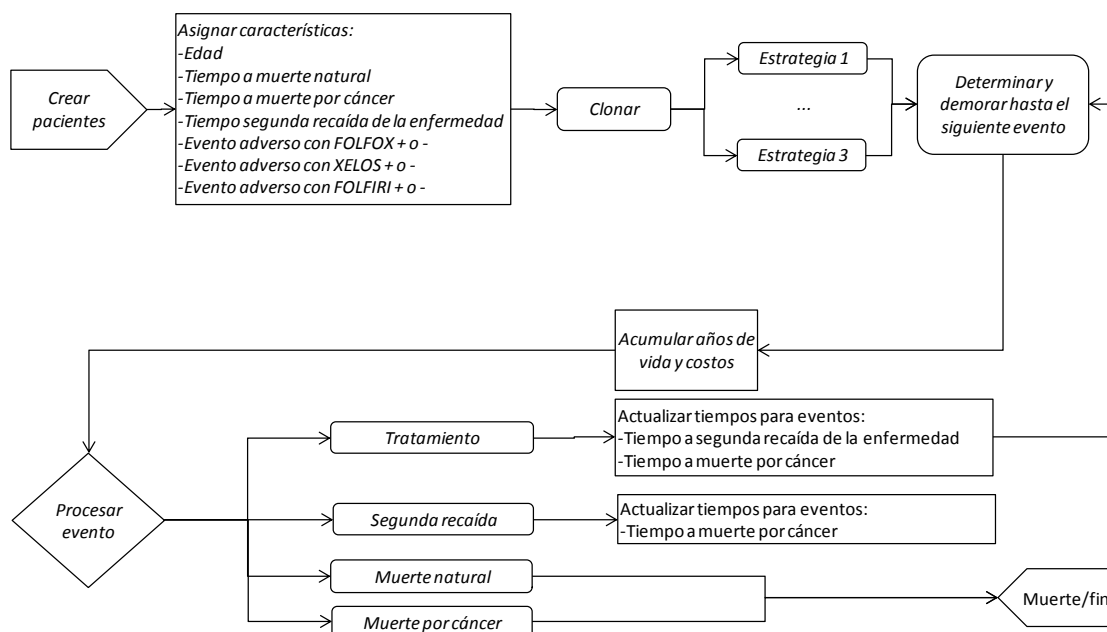 Crear
pacientes
Asignar características:
-Edad
-Tiempo a muerte natural
-Tiempo a muerte por cáncer
-Tiempo segunda recaída de la enfermedad
-Evento adverso con FOLFOX + o -
-Evento adverso con XELOS + o -
-Evento adverso con FOLFIRI + o -
Clonar
Estrategia 1
...
Estrategia 3
Determinar y
demorar hasta el
siguiente evento
Acumular años de
vida y costos
Procesar
evento
Tratamiento
Actualizar tiempos para eventos:
-Tiempo a segunda recaída de la enfermedad
-Tiempo a muerte por cáncer
Segunda recaída
Actualizar tiempos para eventos:
-Tiempo a muerte por cáncer
Muerte natural
Muerte por cáncer
Muerte/fin